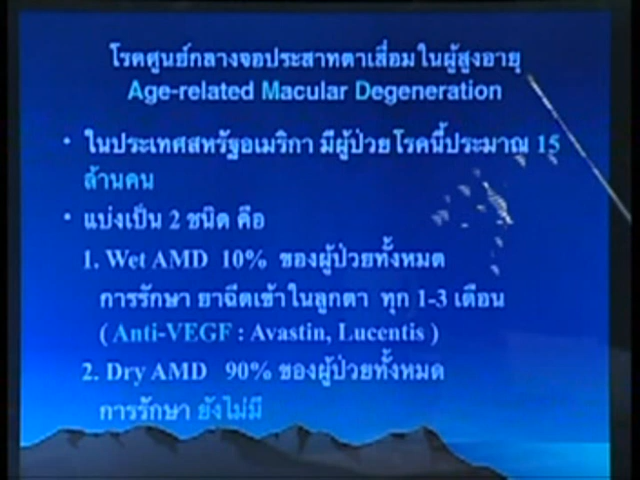 โรคศูนย์กลางจอประสาทตาเสื่อมในผู้สูงอายุ
Age-related Macular Degeneration
• ในประเทศสหรัฐอเมริกา มีผู้ป่วยโรคนี้ประมาณ 15
ล้านคน
• แบ่งเป็น 2 ชนิด คือ
1. Wet AMD 10% ของผู้ป่วยทั้งหมด
การรักษา ยาฉีดเข้าในลูกตา ทุก 1-3 เดือน
( Anti-VEGF : Avastin, Lucentis )
2. Dry AMD 90% ของผู้ป่วยทั้งหมด
การรักษา ยังไม่มี